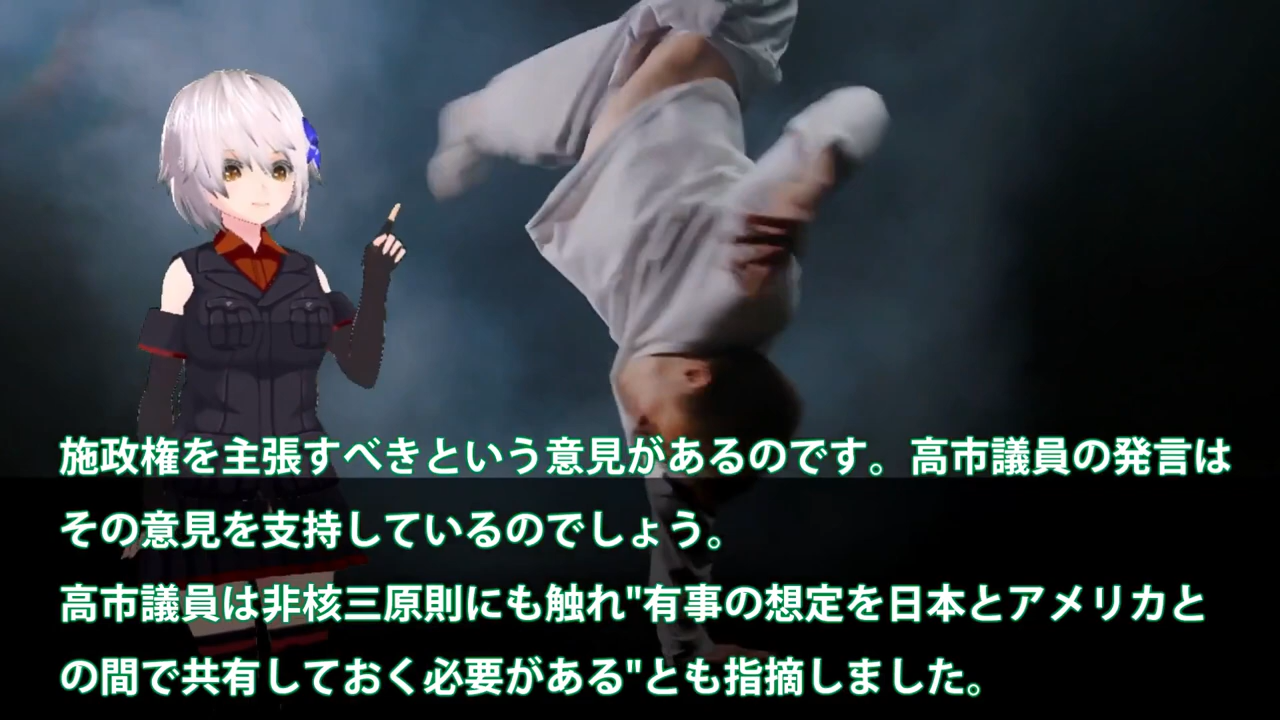 施政権を主張すべきという意見があるのです。高市議員の発言は
その意見を支持しているのでしょう。
高市議員は非核三原則にも触れ"有事の想定を日本とアメリカと
の間で共有しておく必要がある"とも指摘しました。